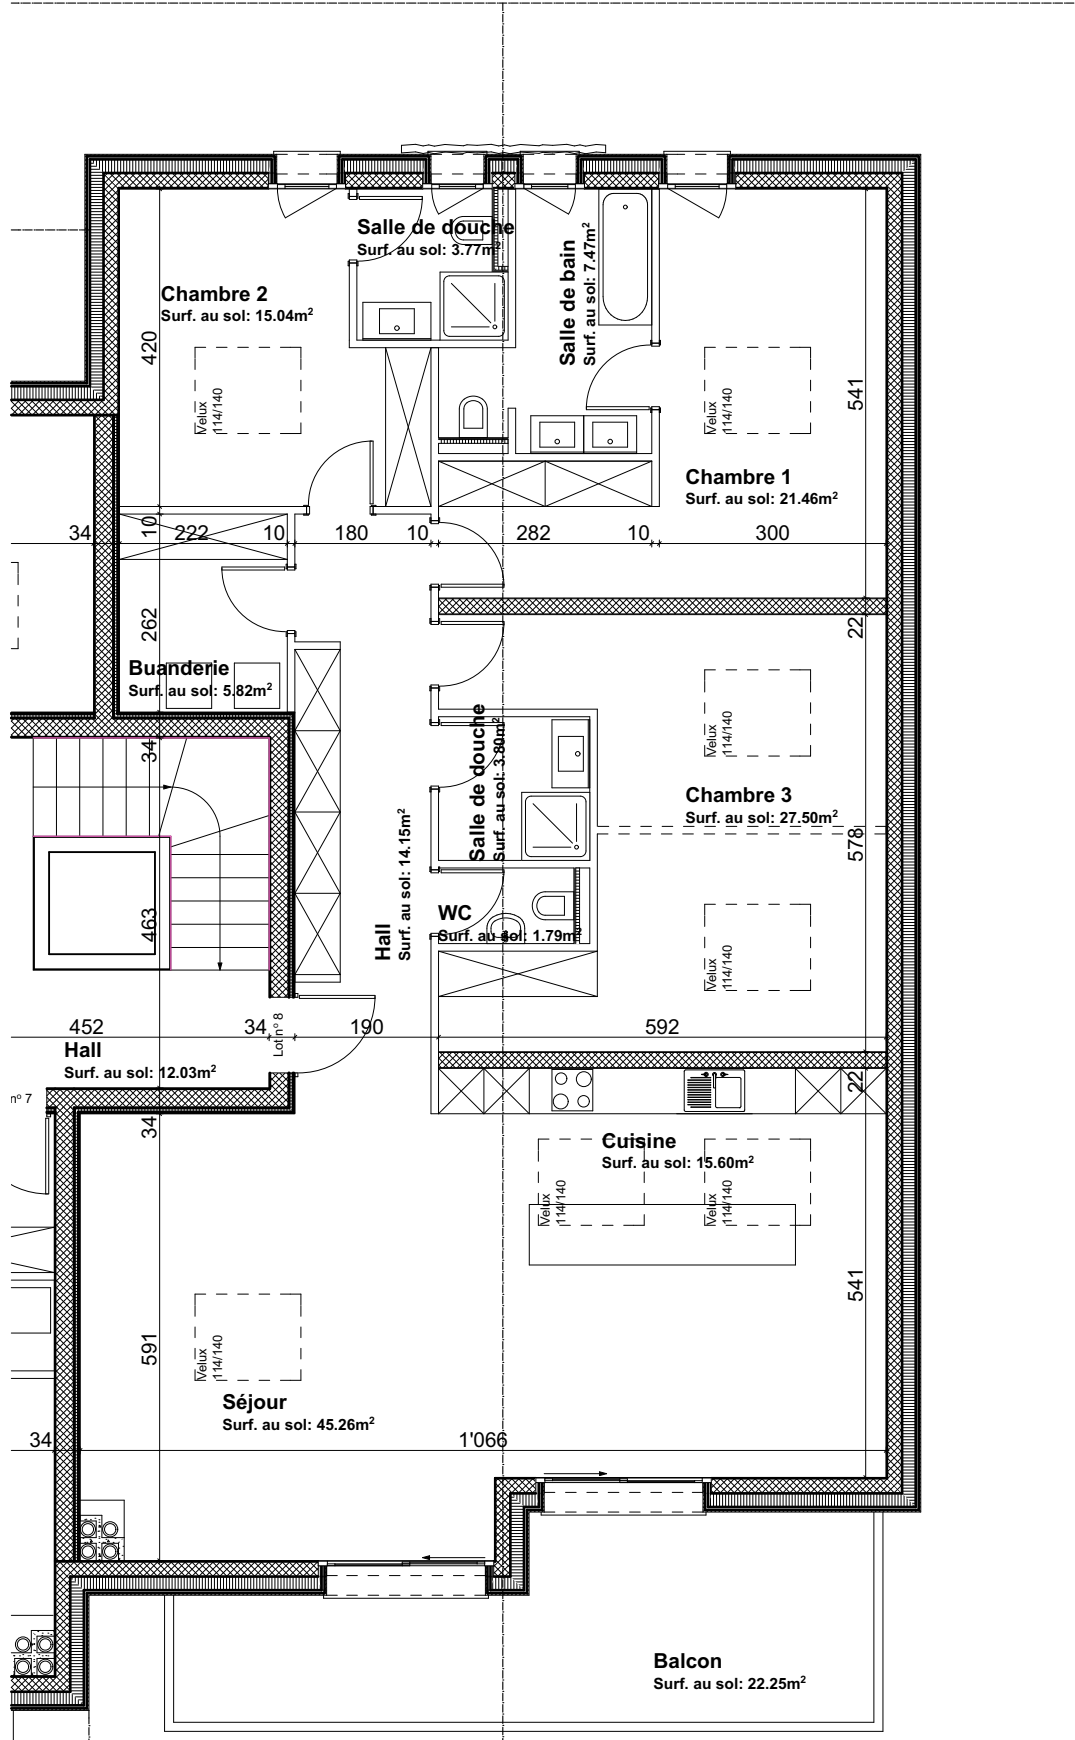 Salle de douche
Surf. au sol: 3.77m²
Salle de bain
Surf. au sol: 7.47m²
Chambre 2
Surf. au sol: 15.04m²
420
Velux
114/140
Velux
114/140
541
Chambre 1
Surf. au sol: 21.46m²
34
10
222
10
180
10
282
10
300
262
22
Buanderie
Surf. au sol: 5.82m²
Velux
114/140
34
Salle de douche
Surf. au sol: 3.80m²
Chambre 3
Surf. au sol: 27.50m²
578
Hall
Surf. au sol: 14.15m²
463
WC
Surf. au sol: 1.79m²
Velux
114/140
452
34
Lot nº 8
190
592
Hall
Surf. au sol: 12.03m²
22
nº 7
34
Cuisine
Surf. au sol: 15.60m²
Velux
114/140
Velux
114/140
541
591
Velux
114/140
Séjour
Surf. au sol: 45.26m²
34
1'066
Balcon
Surf. au sol: 22.25m²